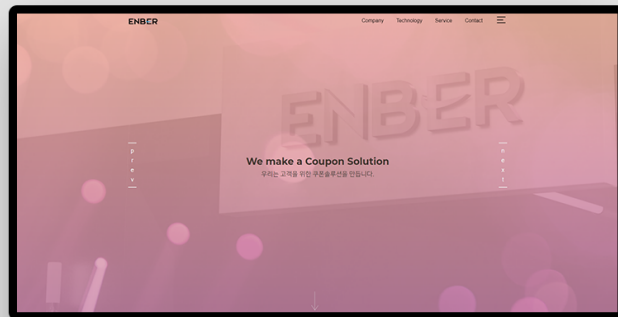 ENBER
Company Technology Service Contact
ENBER
prev
We make a Coupon Solution
우리는 고객을 위한 쿠폰솔루션을 만듭니다.
next